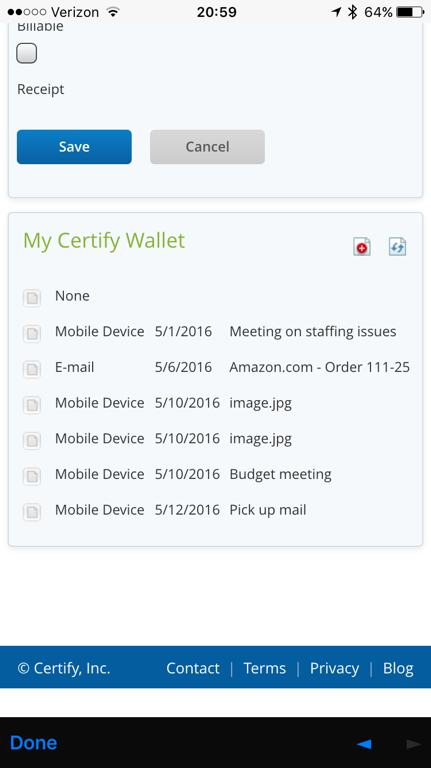 Verizon 20:59 64%
Billable
Receipt
Save Cancel
My Certify Wallet
None
Mobile Device 5/1/2016 Meeting on staffing issues
E-mail 5/6/2016 Amazon.com - Order 111-25
Mobile Device 5/10/2016 image.jpg
Mobile Device 5/10/2016 image.jpg
Mobile Device 5/10/2016 Budget meeting
Mobile Device 5/12/2016 Pick up mail
© Certify, Inc. Contact | Terms | Privacy | Blog
Done